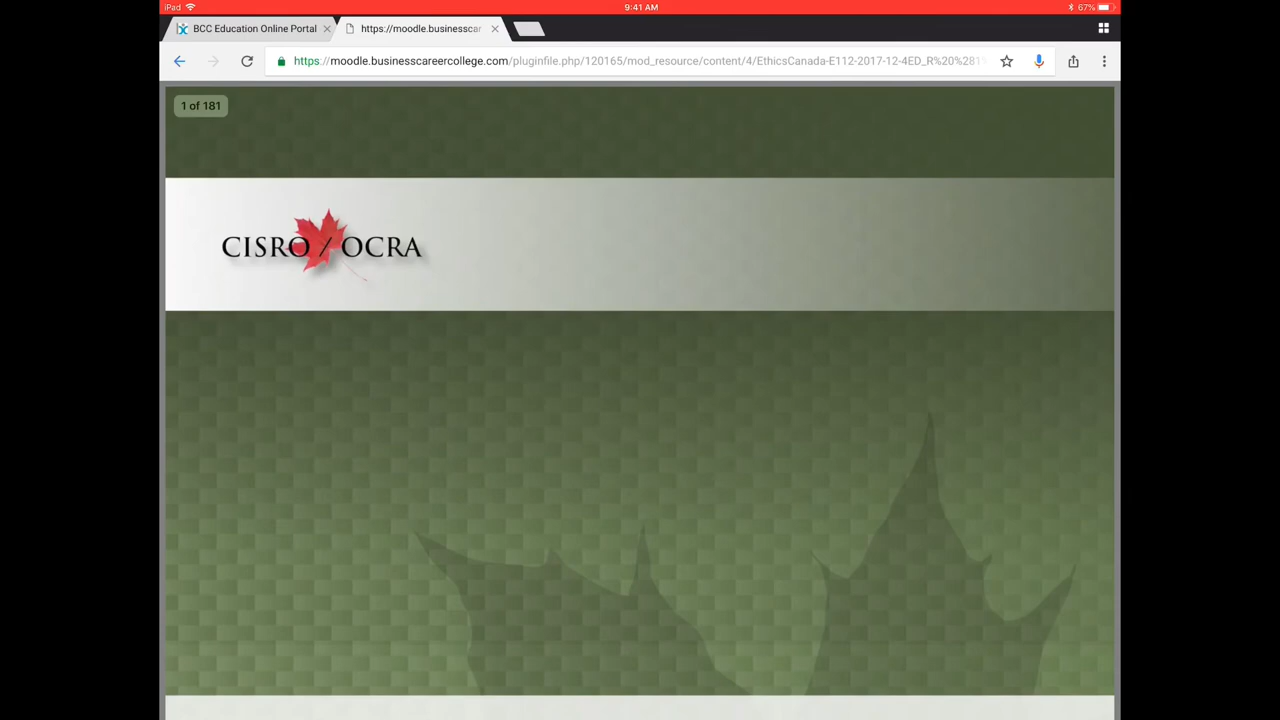 iPad
9:41 AM
67%
BCC Education Online Portal
https://moodle.businesscar
https://moodle.businesscareercollege.com/pluginfile.php/120165/mod_resource/content/4/EthicsCanada-E112-2017-12-4ED_R%20%281%
1 of 181
CISRO / OCRA